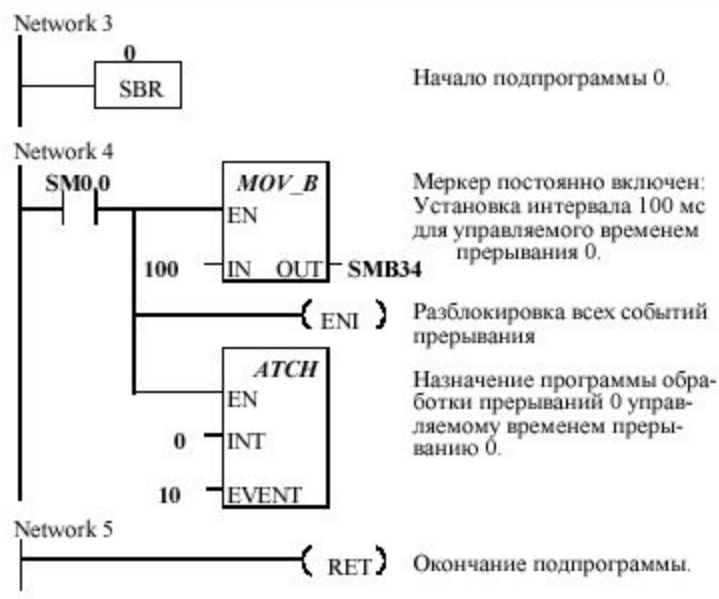 Network 3
0
SBR
Начало подпрограммы 0.
Network 4
SM0.0
MOV_B
EN
100
IN OUT
SMB34
Меркер постоянно включен:
Установка интервала 100 мс
для управляемого временем
прерывания 0.
ENI
Разблокировка всех событий
прерывания
ATCH
EN
0
INT
10
EVENT
Назначение программы обра-
ботки прерываний 0 управ-
ляемому временем преры-
ванию 0.
Network 5
RET
Окончание подпрограммы.